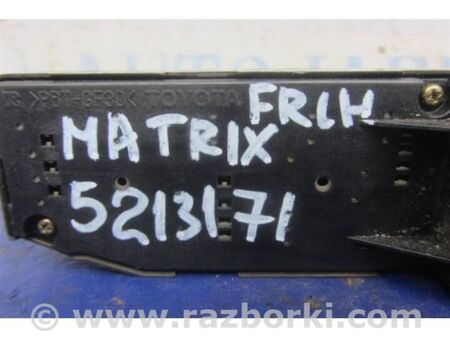 >PBT-GF30< TOYOTA
FRLH
MATRIX
5213171
www.razborki.com